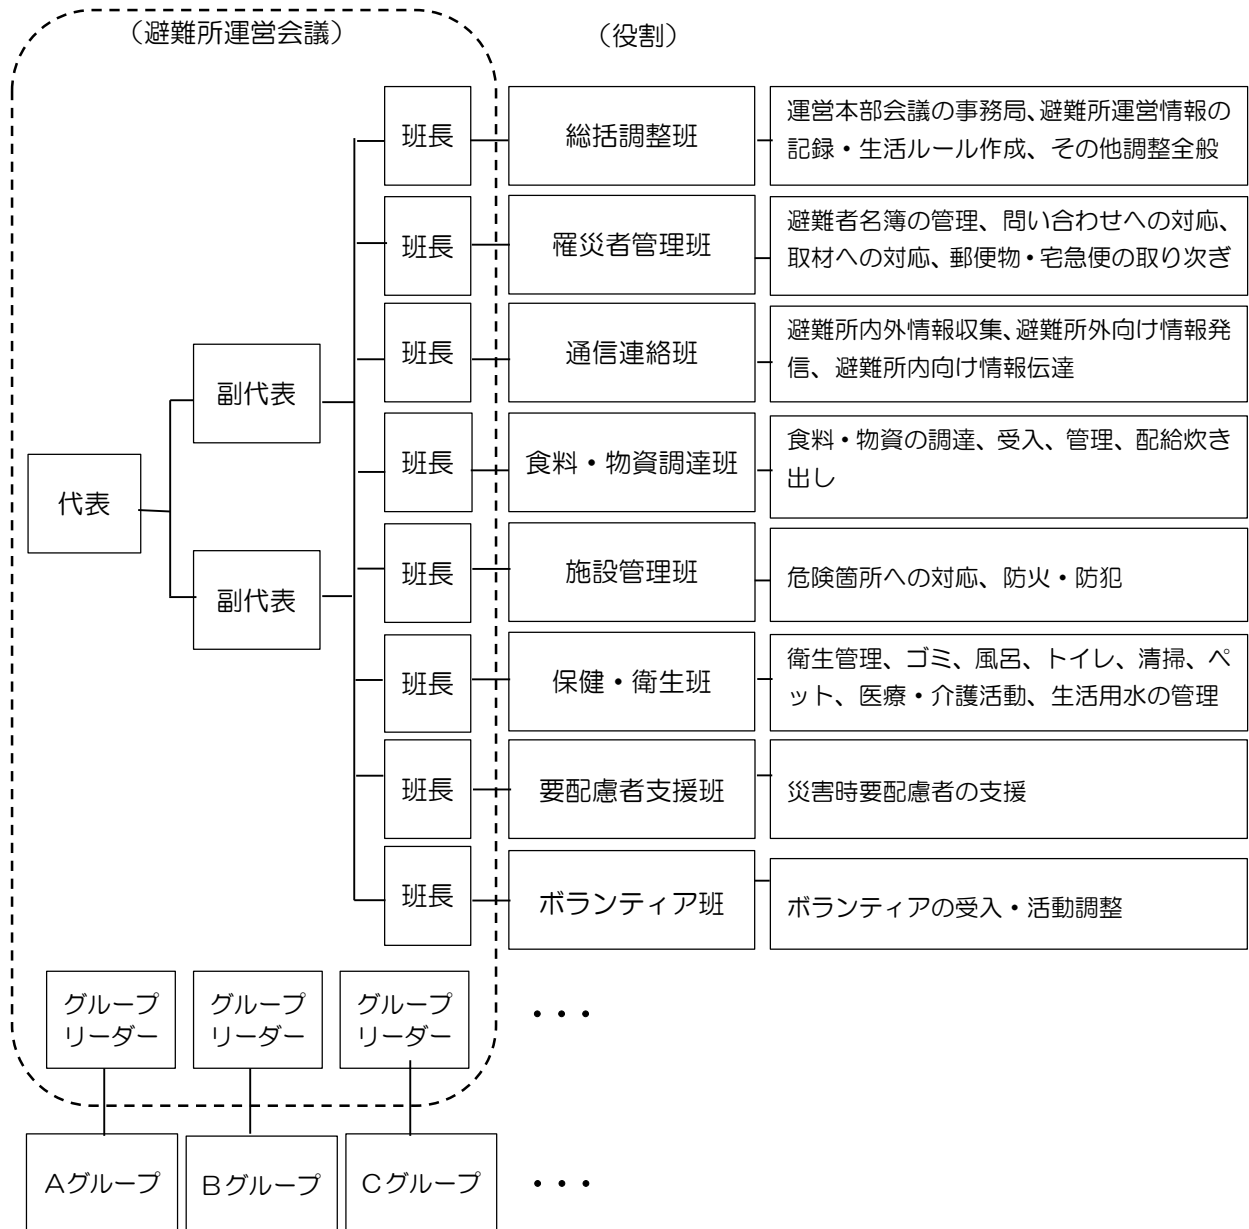 （避難所運営会議）
（役割）
班長
総括調整班
運営本部会議の事務局、避難所運営情報の
記録・生活ルール作成、その他調整全般
班長
罹災者管理班
避難者名簿の管理、問い合わせへの対応、
取材への対応、郵便物・宅急便の取り次ぎ
班長
通信連絡班
避難所内外情報収集、避難所外向け情報発
信、避難所内向け情報伝達
副代表
班長
食料・物資調達班
食料・物資の調達、受入、管理、配給炊き
出し
代表
班長
施設管理班
危険箇所への対応、防火・防犯
副代表
班長
保健・衛生班
衛生管理、ゴミ、風呂、トイレ、清掃、ペ
ット、医療・介護活動、生活用水の管理
班長
要配慮者支援班
災害時要配慮者の支援
班長
ボランティア班
ボランティアの受入・活動調整
グループ
リーダー
グループ
リーダー
グループ
リーダー
・・・
Ａグループ
Ｂグループ
Ｃグループ
・・・